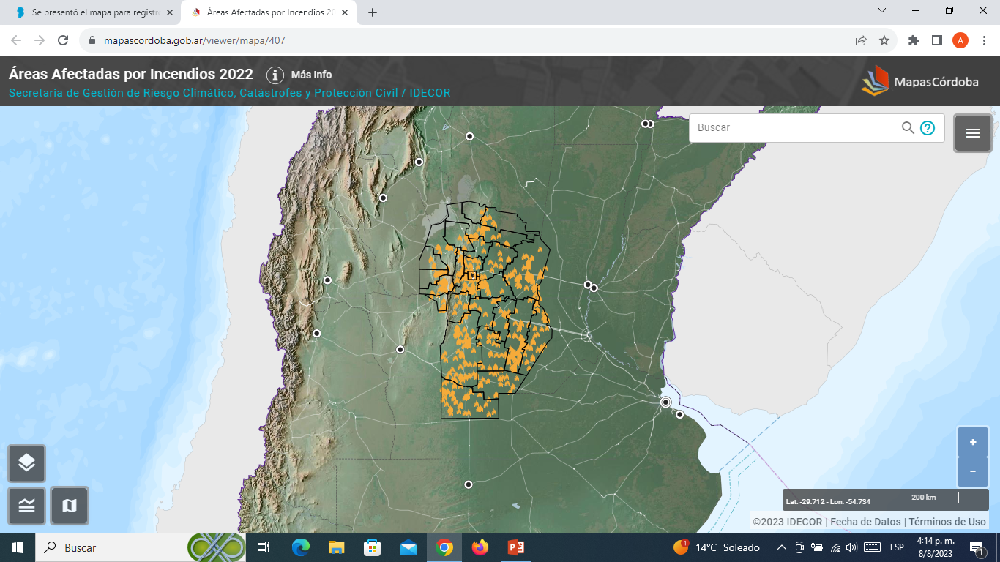 Se presentó el mapa para registro
Áreas Afectadas por Incendios 20
mapascordoba.gob.ar/viewer/mapa/407
A
Áreas Afectadas por Incendios 2022
Más Info
Secretaria de Gestión de Riesgo Climático, Catástrofes y Protección Civil / IDECOR
MapasCórdoba
Buscar
+
−
Lat: -29.712 - Lon: -54.734
200 km
©2023 IDECOR | Fecha de Datos | Términos de Uso
Buscar
1
14°C Soleado
ESP
4:14 p. m.
8/8/2023
1